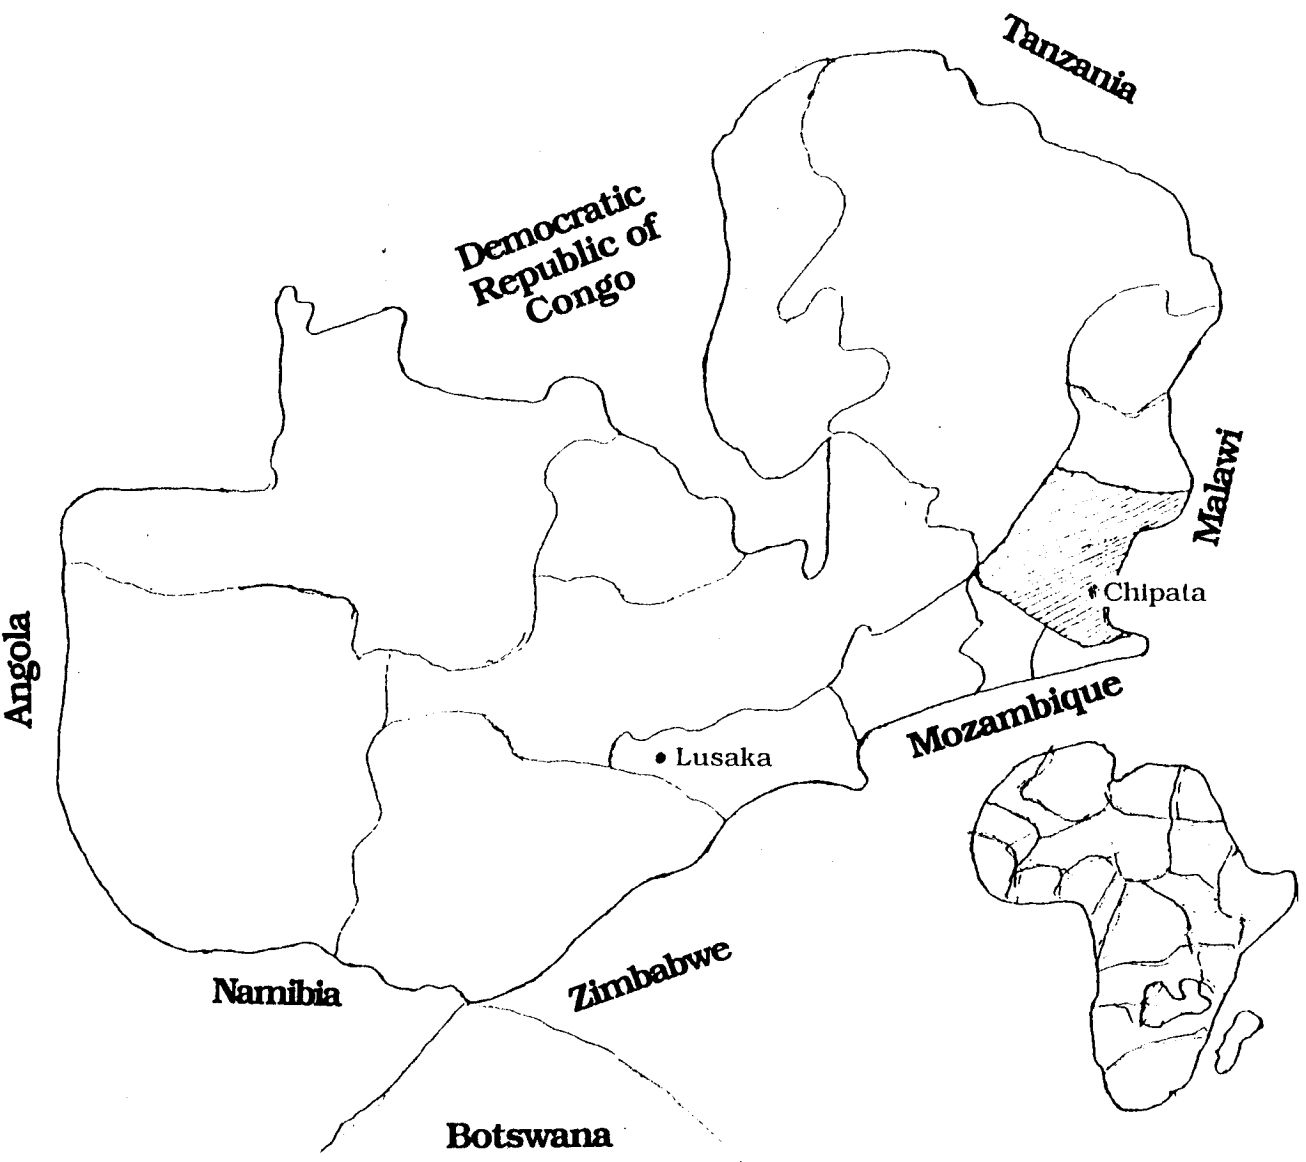 Tanzania
Democratic
Republic of
Congo
Malawi
Chipata
Angola
Mozambique
Lusaka
Zimbabwe
Namibia
Botswana